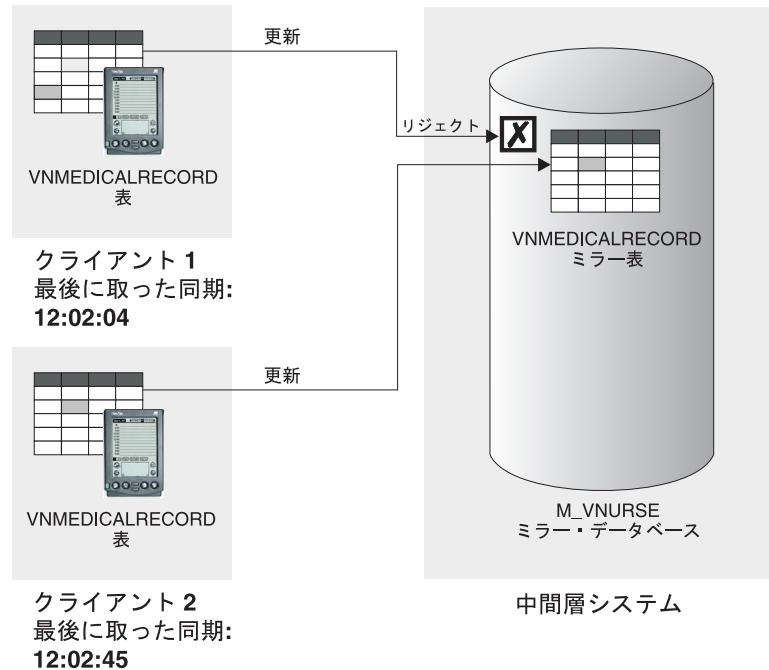 更新
リジェクト
VNMEDICALRECORD
表
クライアント 1
最後に取った同期:
12:02:04
VNMEDICALRECORD
ミラー表
更新
VNMEDICALRECORD
表
クライアント 2
最後に取った同期:
12:02:45
M_VNURSE
ミラー・データベース
中間層システム